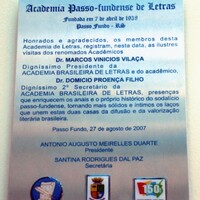 Academia Passo-fundense de Letras
Fundada em 7 de abril de 1938
Passo Fundo - RS
Honrados e agradecidos, os membros desta
Academia de Letras, registram, nesta data, as ilustres
visitas dos renomados Acadêmicos
Dr. MARCOS VINICIOS VILAÇA
Digníssimo Presidente da
ACADEMIA BRASILEIRA DE LETRAS e do acadêmico,
Dr. DOMICIO PROENÇA FILHO
Digníssimo 2º Secretário da
ACADEMIA BRASILEIRA DE LETRAS, presenças
que enriquecem os anais e o próprio histórico do sodalício
passo-fundense, tornando mais sólidos e íntimos os laços
que unem estas duas casas da difusão e da valorização
literária brasileira.
Passo Fundo, 27 de agosto de 2007
ANTONIO AUGUSTO MEIRELLES DUARTE
Presidente
SANTINA RODRIGUES DAL PAZ
Secretária
150